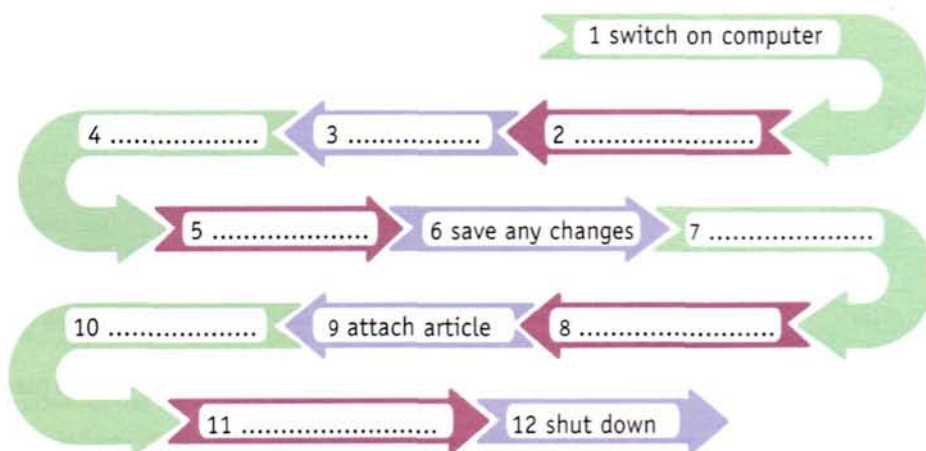 1 switch on computer
2 ......................
3 ................
4 ..................
5 ...................
6 save any changes
7 ....................
8 ........................
9 attach article
10 ..................
11 ........................
12 shut down